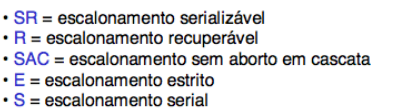 • SR = escalonamento serializável
• R = escalonamento recuperável
• SAC = escalonamento sem aborto em cascata
• E = escalonamento estrito
• S = escalonamento serial